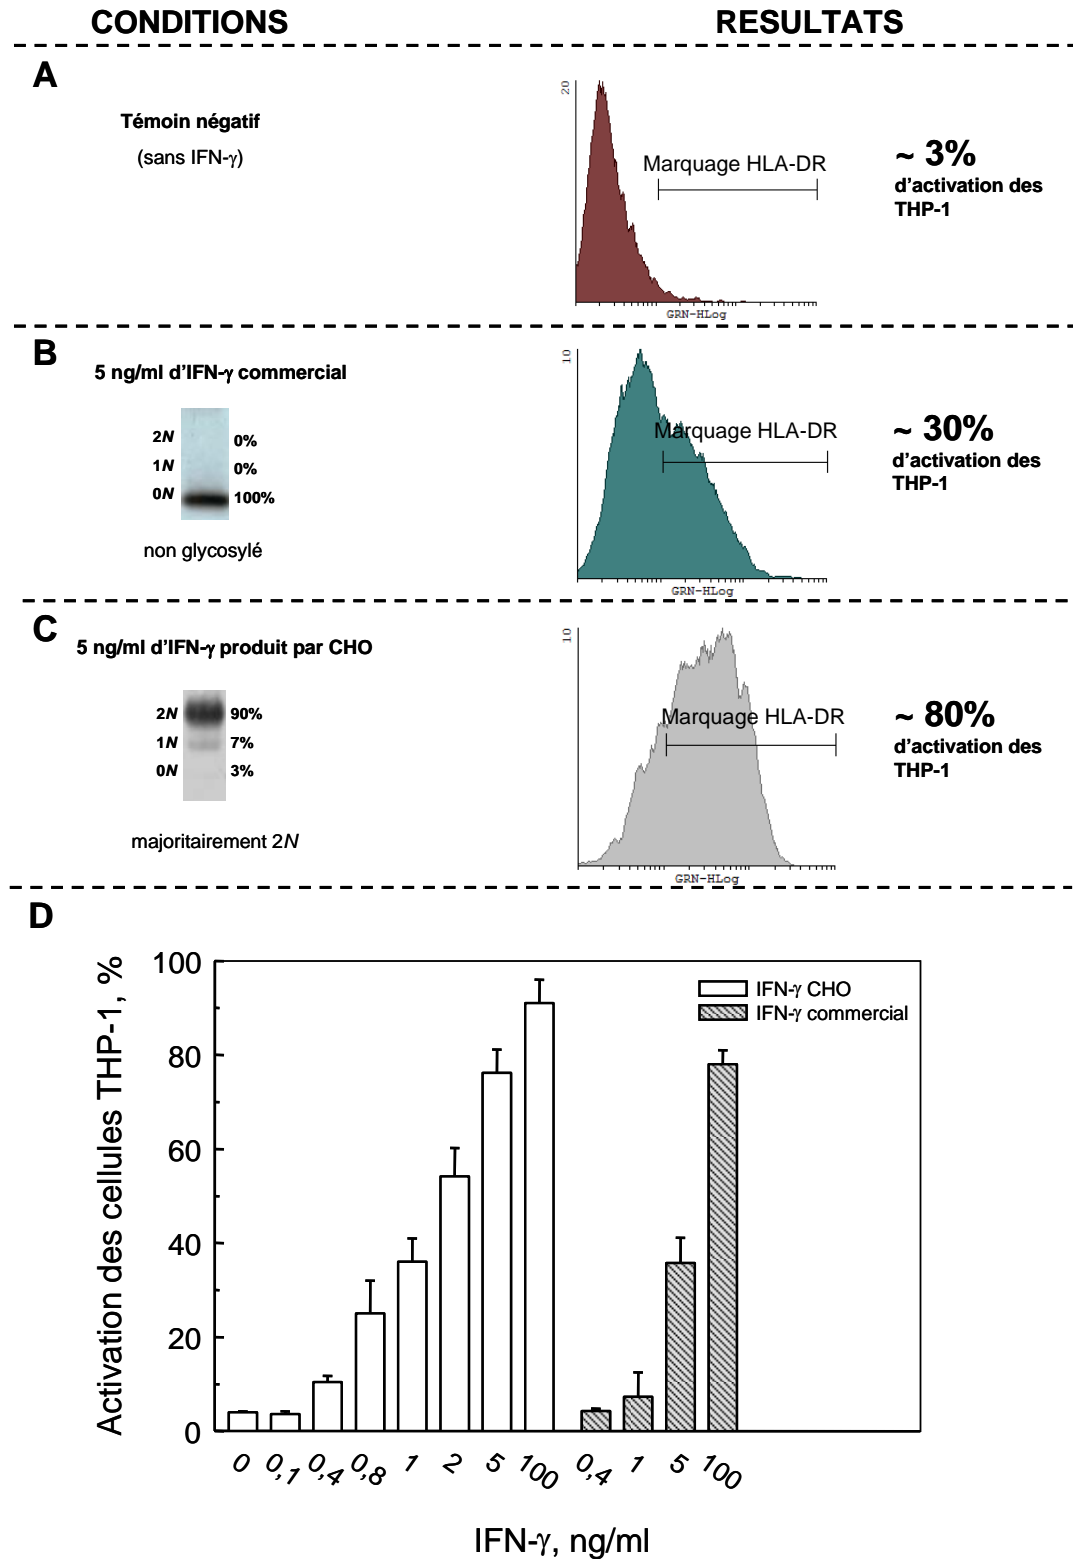 CONDITIONS
RESULTATS
A
Témoin négatif
(sans IFN-γ)
20
Marquage HLA-DR
GRN-HLog
~ 3%
d'activation des
THP-1
B
5 ng/ml d'IFN-γ commercial
2N 0%
1N 0%
0N 100%
non glycosylé
10
Marquage HLA-DR
GRN-HLog
~ 30%
d'activation des
THP-1
C
5 ng/ml d'IFN-γ produit par CHO
2N 90%
1N 7%
0N 3%
majoritairement 2N
10
Marquage HLA-DR
GRN-HLog
~ 80%
d'activation des
THP-1
D
Activation des cellules THP-1, %
100
80
60
40
20
0
IFN-γ CHO
IFN-γ commercial
0 0,1 0,4 0,8 1 2 5 100 0,4 1 5 100
IFN-γ, ng/ml